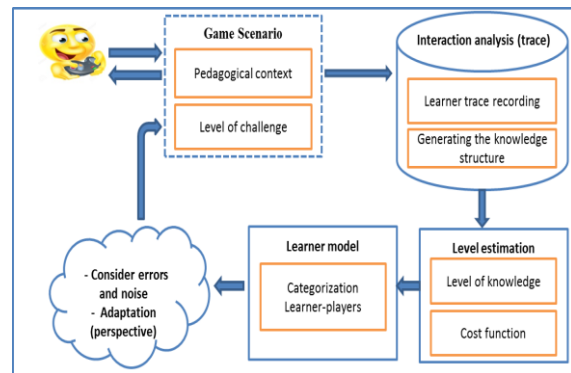 Game Scenario
Pedagogical context
Level of challenge
Interaction analysis (trace)
Learner trace recording
Generating the knowledge
structure
Level estimation
Level of knowledge
Cost function
Learner model
Categorization
Learner-players
- Consider errors
and noise
- Adaptation
(perspective)